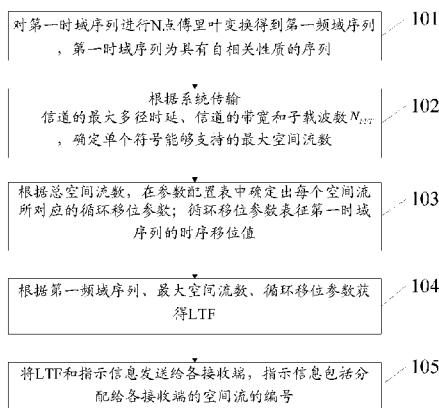 对第一时域序列进行N点傅里叶变换得到第一频域序列
，第一时域序列为具有自相关性质的序列
101
根据系统传输
信道的最大多径时延、信道的带宽和子载波数N_FFT
，确定单个符号能够支持的最大空间流数
102
根据总空间流数，在参数配置表中确定出每个空间流
所对应的循环移位参数；循环移位参数表征第一时域
序列的时序移位值
103
根据第一频域序列、最大空间流数、循环移位参数获
得LTF
104
将LTF和指示信息发送给各接收端，指示信息包括分
配给各接收端的空间流的编号
105